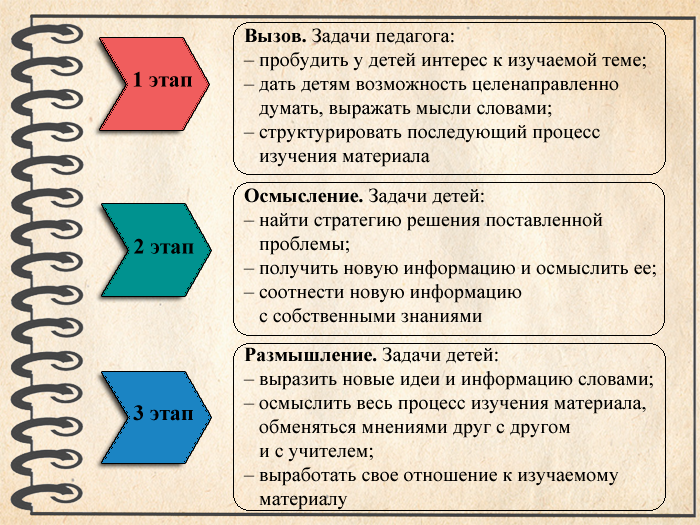 1 этап
Вызов. Задачи педагога:
– пробудить у детей интерес к изучаемой теме;
– дать детям возможность целенаправленно
думать, выражать мысли словами;
– структурировать последующий процесс
изучения материала
2 этап
Осмысление. Задачи детей:
– найти стратегию решения поставленной
проблемы;
– получить новую информацию и осмыслить ее;
– соотнести новую информацию
с собственными знаниями
3 этап
Размышление. Задачи детей:
– выразить новые идеи и информацию словами;
– осмыслить весь процесс изучения материала,
обменяться мнениями друг с другом
и с учителем;
– выработать свое отношение к изучаемому
материалу